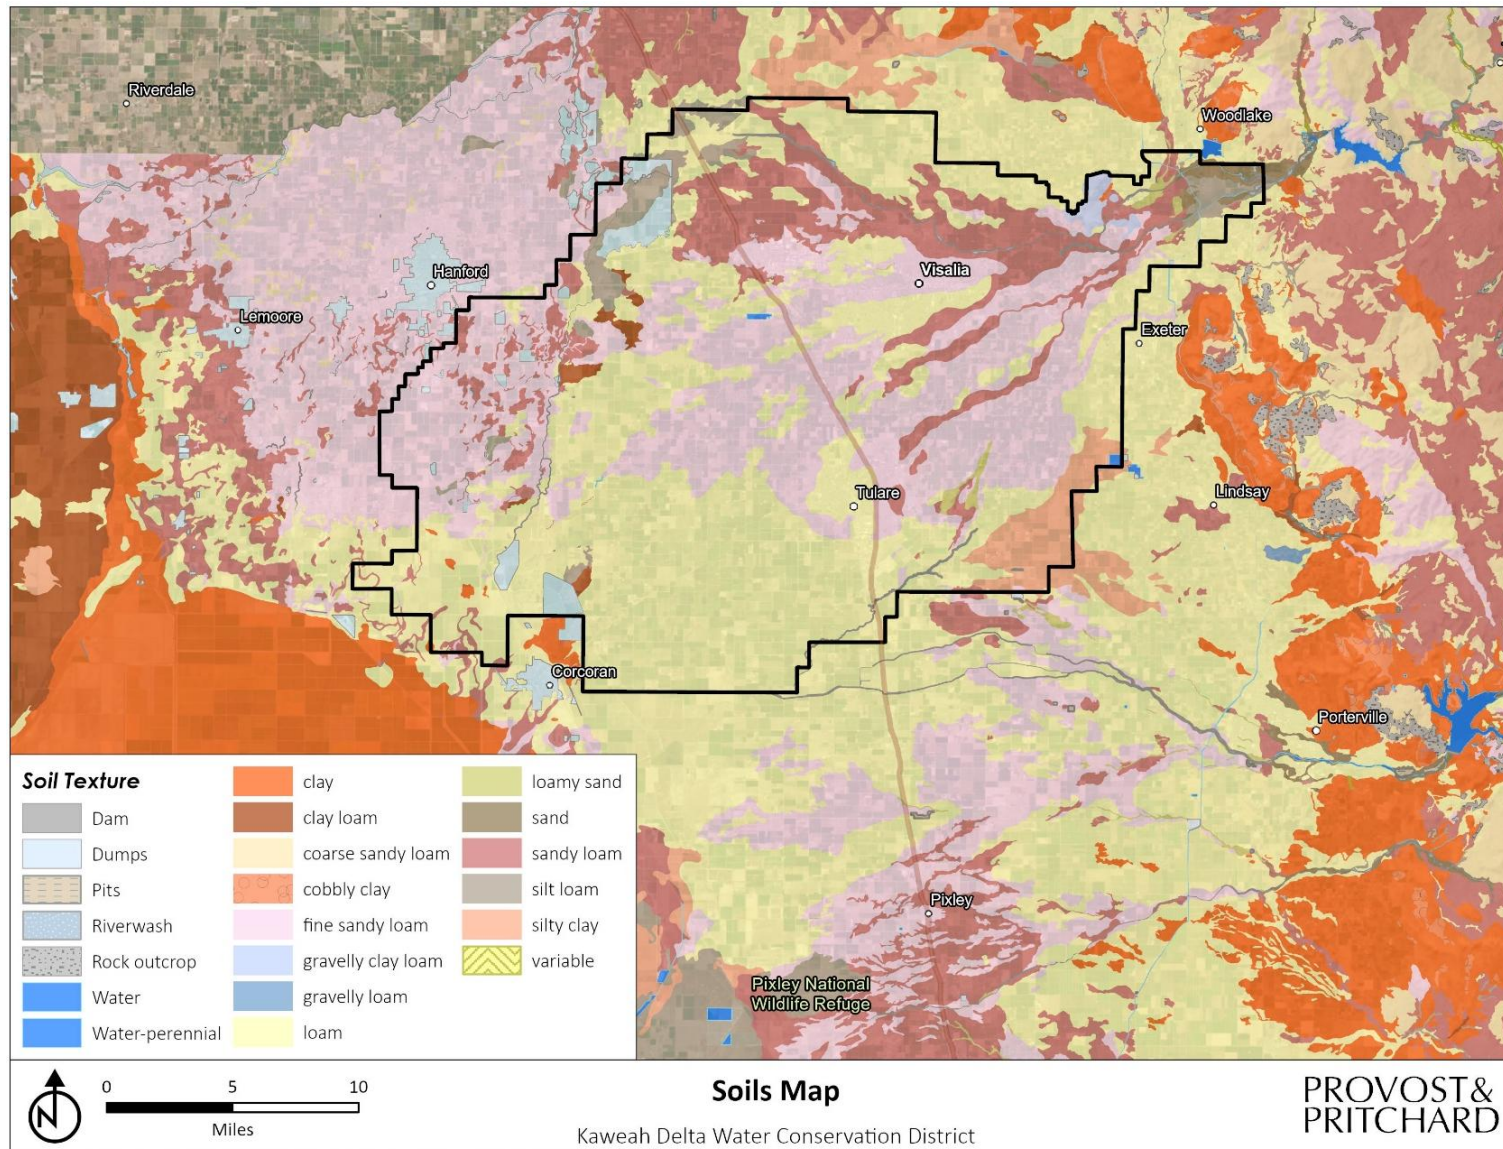 Riverdale
Woodlake
Hanford
Visalia
Lemoore
Exeter
Tulare
Lindsay
Corcoran
Porterville
Pixley
Pixley National
Wildlife Refuge
Soil Texture
Dam
Dumps
Pits
Riverwash
Rock outcrop
Water
Water-perennial
clay
clay loam
coarse sandy loam
cobbly clay
fine sandy loam
gravelly clay loam
gravelly loam
loam
loamy sand
sand
sandy loam
silt loam
silty clay
variable
N
0 5 10
Miles
Soils Map
Kaweah Delta Water Conservation District
PROVOST&
PRITCHARD